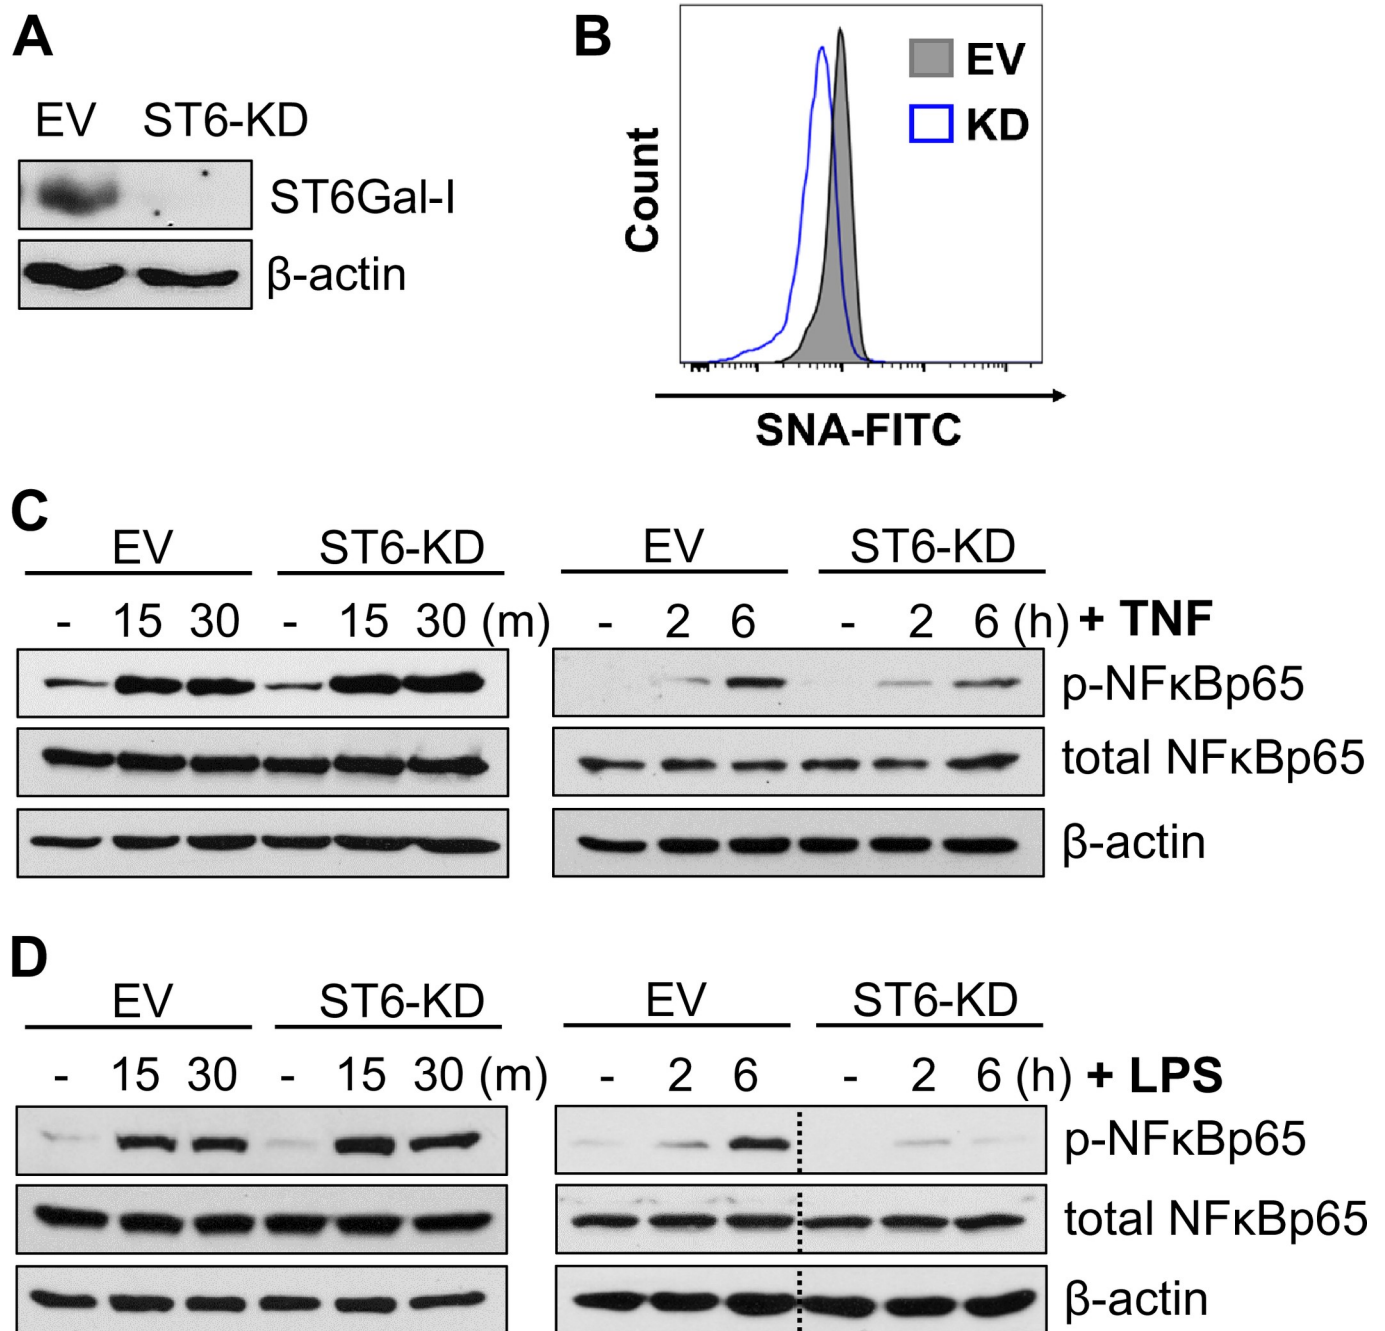 A
EV ST6-KD
ST6Gal-I
β-actin
B
EV
KD
Count
SNA-FITC
C
EV ST6-KD EV ST6-KD
- 15 30 - 15 30 (m) - 2 6 - 2 6 (h) + TNF
p-NFκBp65
total NFκBp65
β-actin
D
EV ST6-KD EV ST6-KD
- 15 30 - 15 30 (m) - 2 6 - 2 6 (h) + LPS
p-NFκBp65
total NFκBp65
β-actin